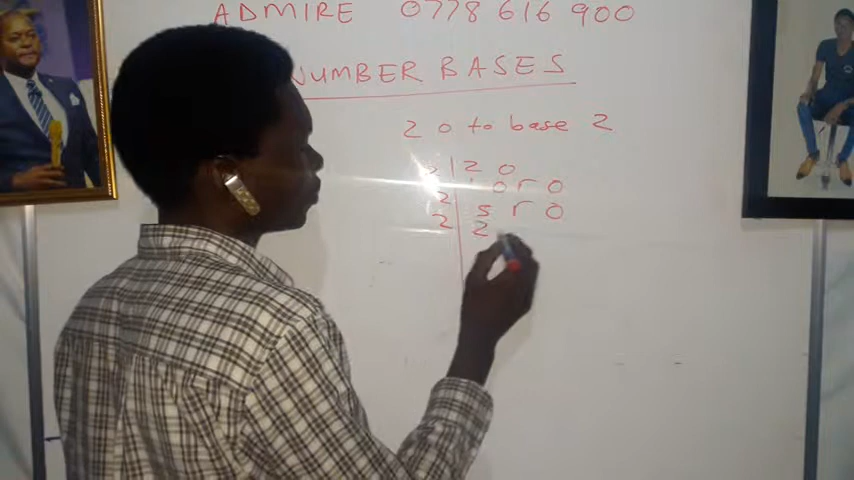 ADMIRE 0778 616 900
NUMBER BASES
20 to base 2
2 | 20
2 | 10 r 0
2 | 5 r 0
2